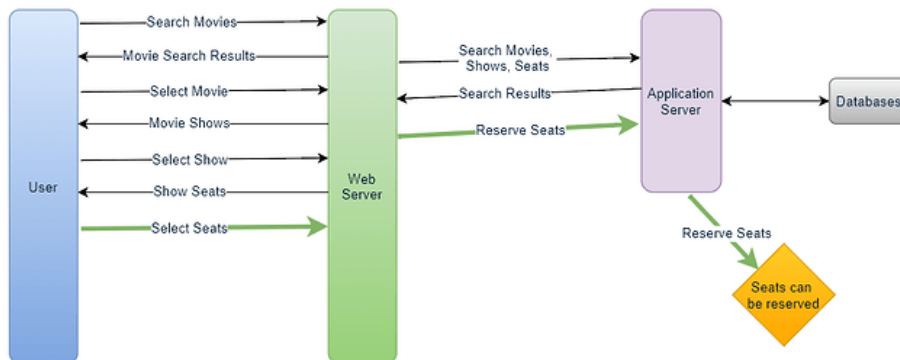 Search Movies
Movie Search Results
Select Movie
Movie Shows
Select Show
Show Seats
Select Seats
User
Web
Server
Search Movies,
Shows, Seats
Search Results
Reserve Seats
Application
Server
Databases
Reserve Seats
Seats can
be reserved